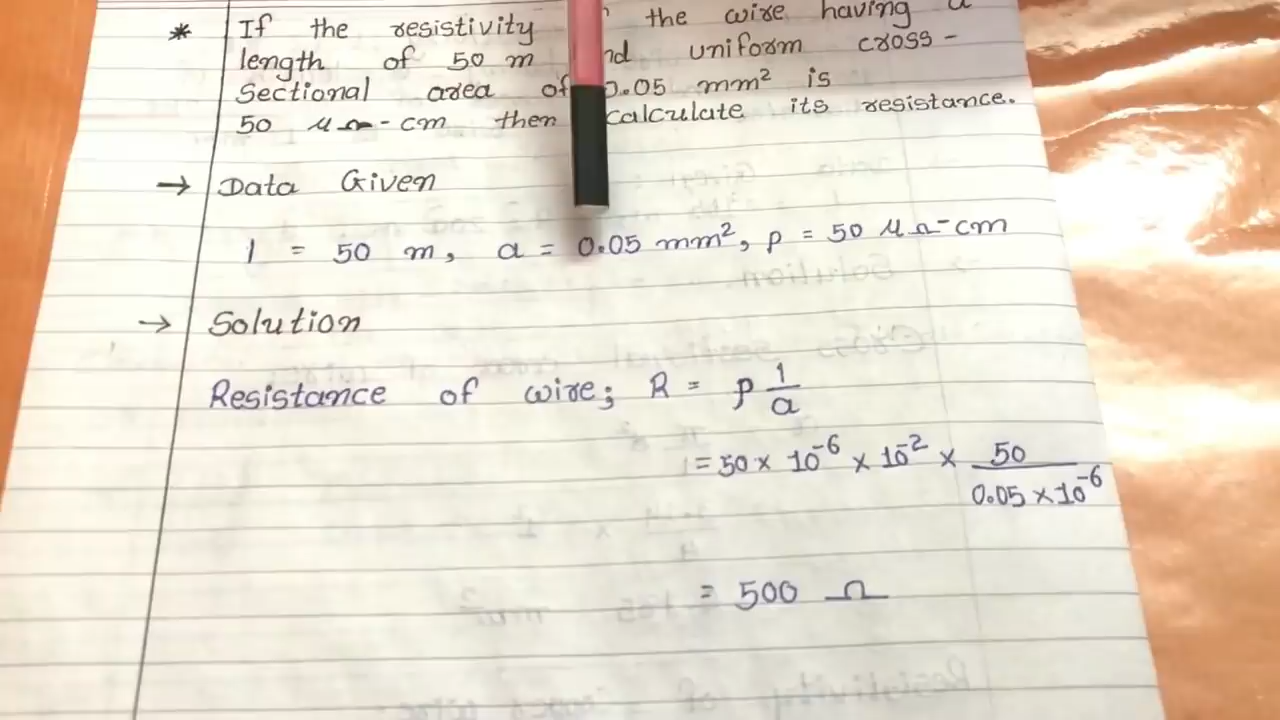 * If the resistivity the wire having a
length of 50 m nd uniform cross-
Sectional area of 0.05 mm² is
50 μΩ-cm then calculate its resistance.
→ Data Given
l = 50 m, a = 0.05 mm², ρ = 50 μΩ-cm
→ Solution
Resistance of wire; R = ρ l/a
= 50 × 10⁻⁶ × 10⁻² × 50/0.05 × 10⁻⁶
= 500 Ω